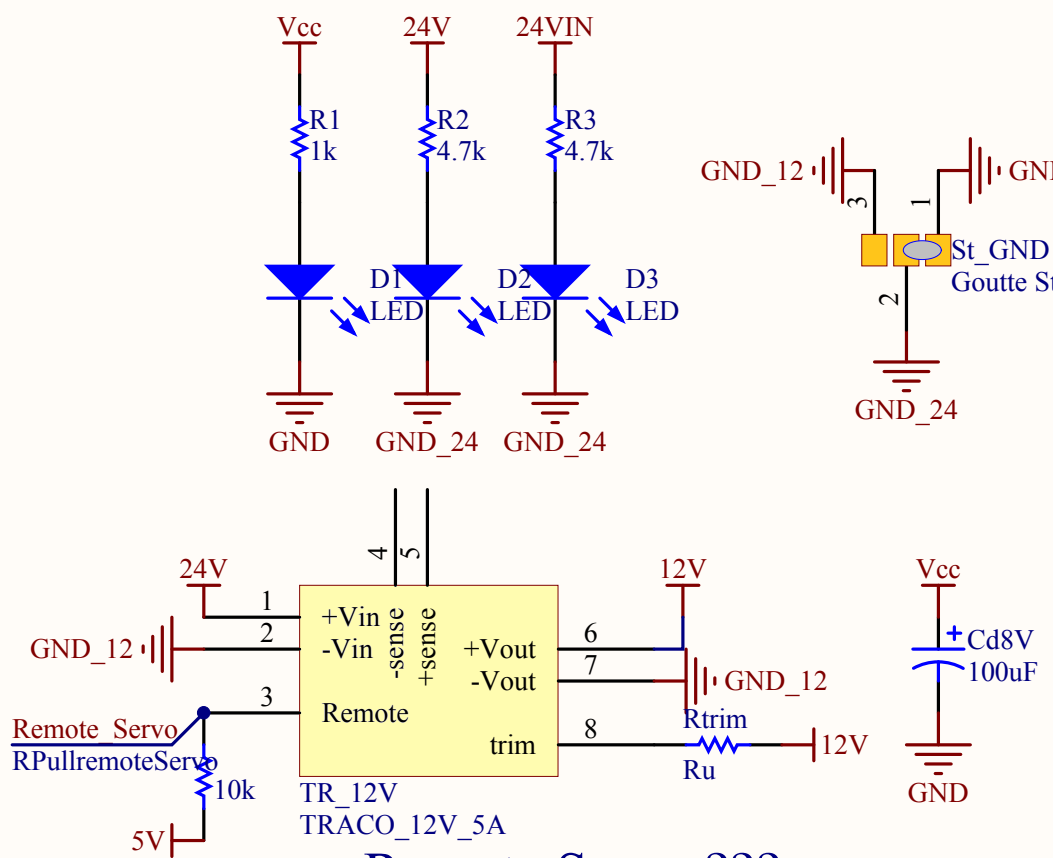 Vcc
24V
24VIN
R1
1k
R2
4.7k
R3
4.7k
D1
LED
D2
LED
D3
LED
GND
GND_24
GND_24
GND_12
3
1
2
St_GND
GND_24
4
5
24V
1
+Vin
GND_12
2
-Vin
-sense
+sense
6
+Vout
7
-Vout
12V
GND_12
3
Remote
Remote_Servo
RPullremoteServo
10k
5V
8
trim
Rtrim
Ru
12V
TR_12V
TRACO_12V_5A
Vcc
+
Cd8V
100uF
GND
Goutte